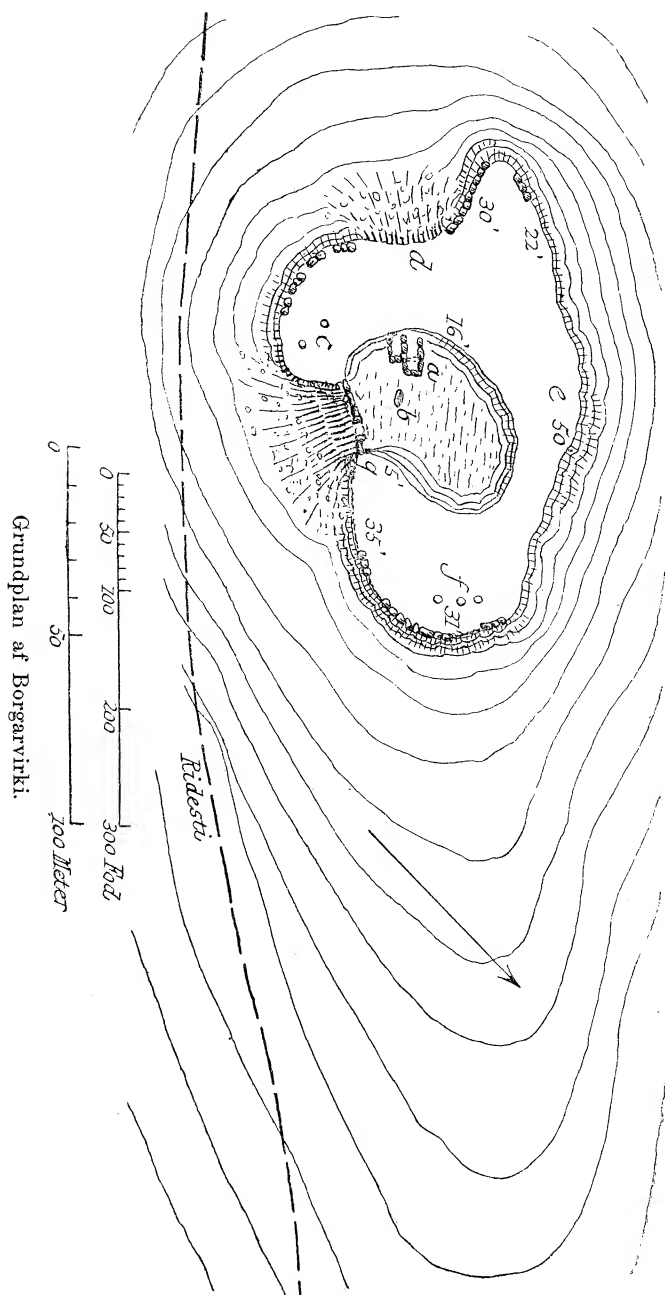 22'
30'
d
16'
e 50'
a
c
b
g
5'
35'
f
31'
Ridesti
0 50 100 200 300 Fod
0 50 100 Meter
Grundplan af Borgarvirki.